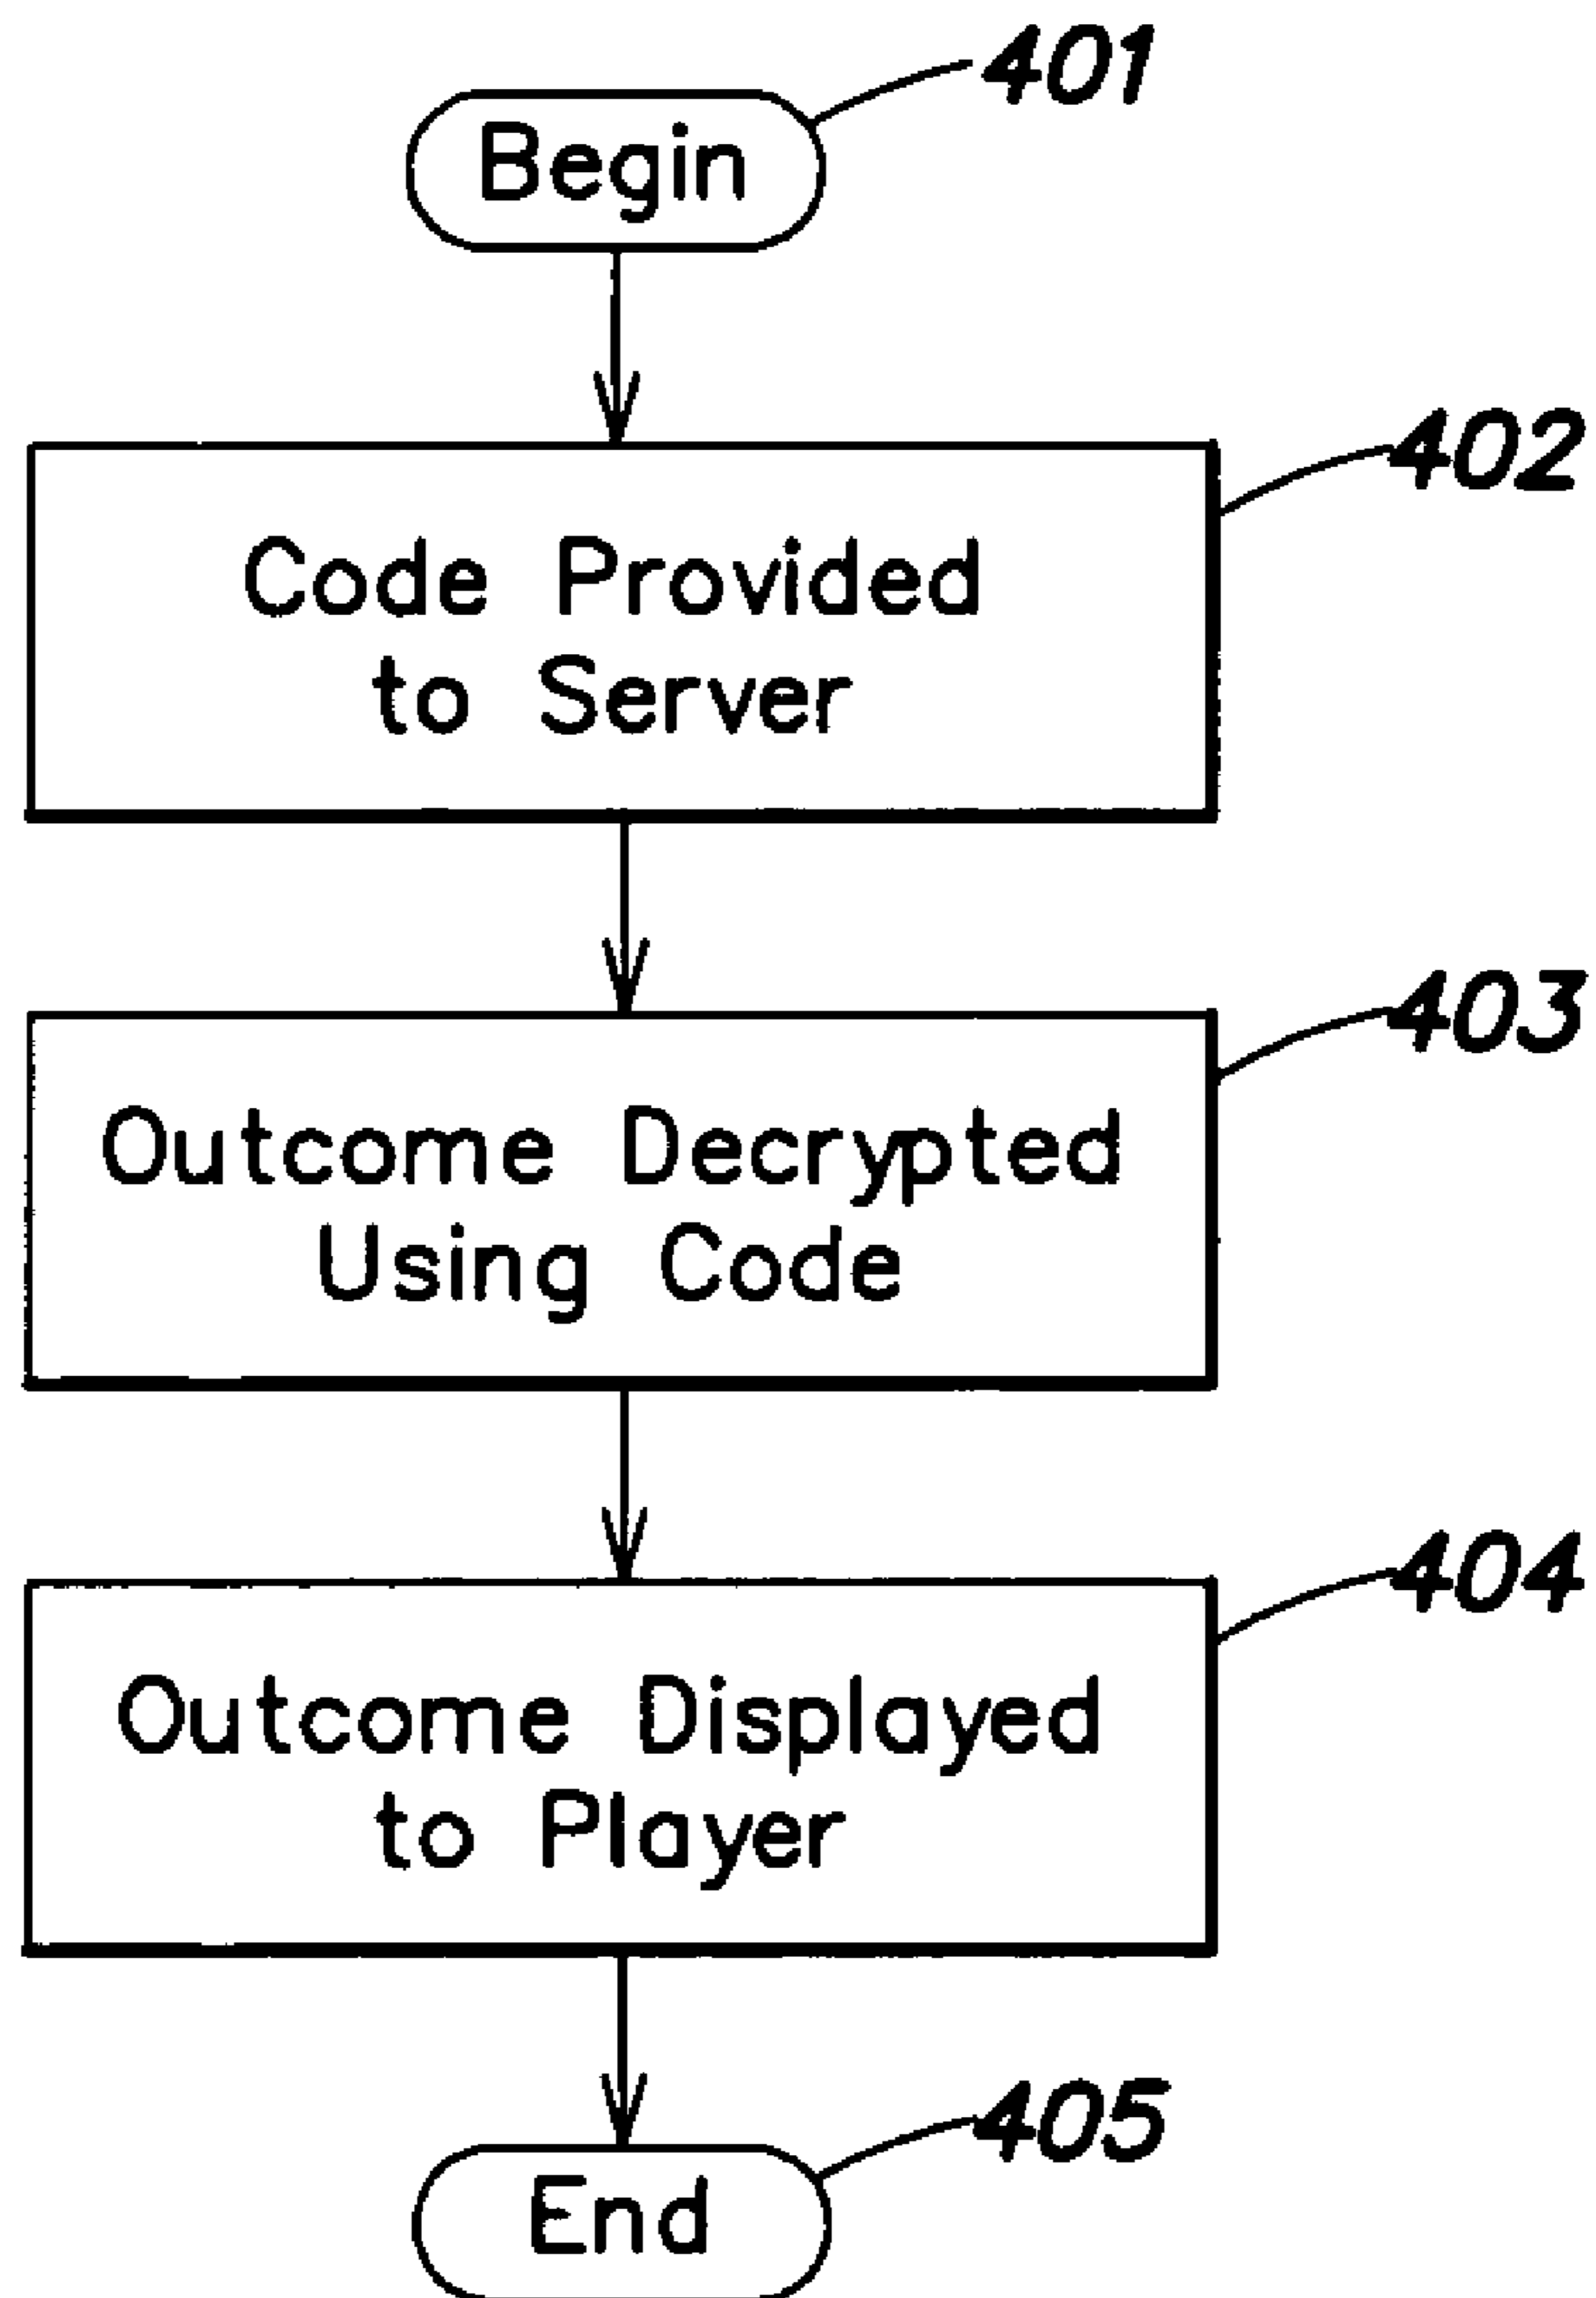 401
Begin
402
Code Provided
to Server
403
Outcome Decrypted
Using Code
404
Outcome Displayed
to Player
405
End